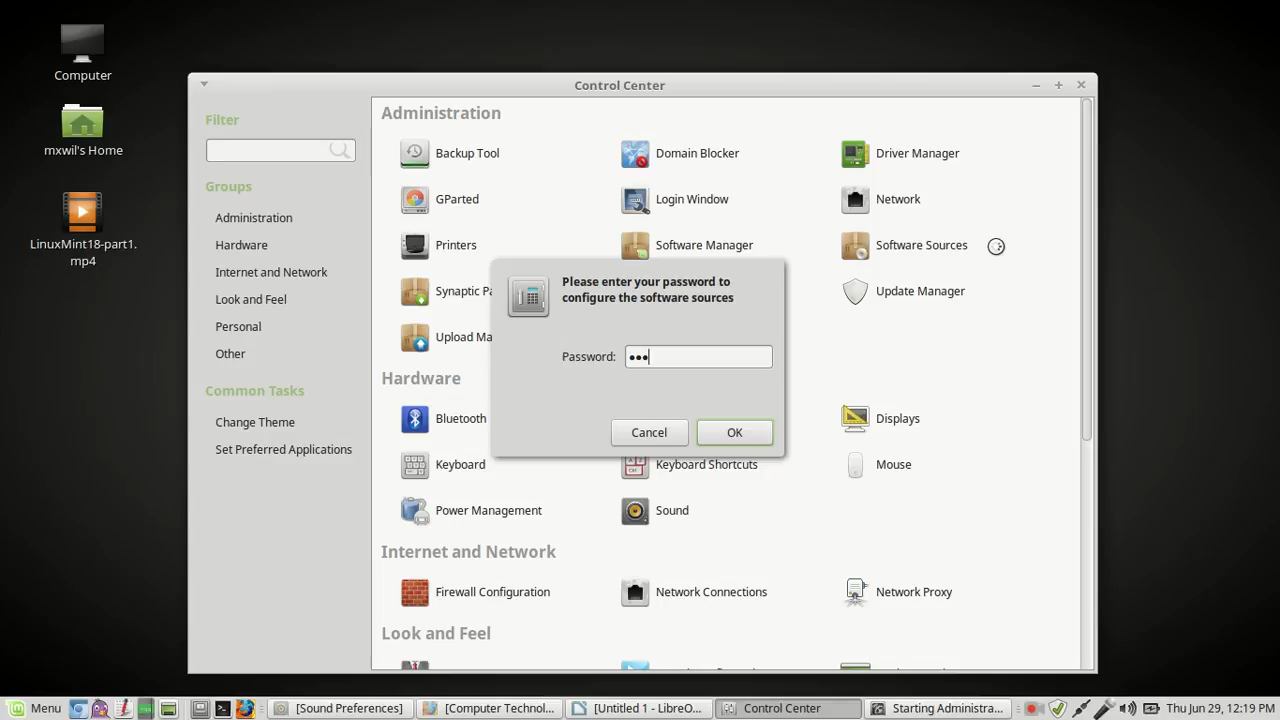 Computer
mxwil's Home
LinuxMint18-part1.
mp4
Control Center
Filter
Groups
Administration
Hardware
Internet and Network
Look and Feel
Personal
Other
Common Tasks
Change Theme
Set Preferred Applications
Administration
Backup Tool
Domain Blocker
Driver Manager
GParted
Login Window
Network
Printers
Software Manager
Software Sources
Synaptic Pa
Update Manager
Upload Ma
Please enter your password to
configure the software sources
Password: •••
Cancel
OK
Hardware
Bluetooth
Displays
Keyboard
Keyboard Shortcuts
Mouse
Power Management
Sound
Internet and Network
Firewall Configuration
Network Connections
Network Proxy
Look and Feel
Menu
[Sound Preferences]
[Computer Technol...
[Untitled 1 - LibreO...
Control Center
Starting Administra...
Thu Jun 29, 12:19 PM